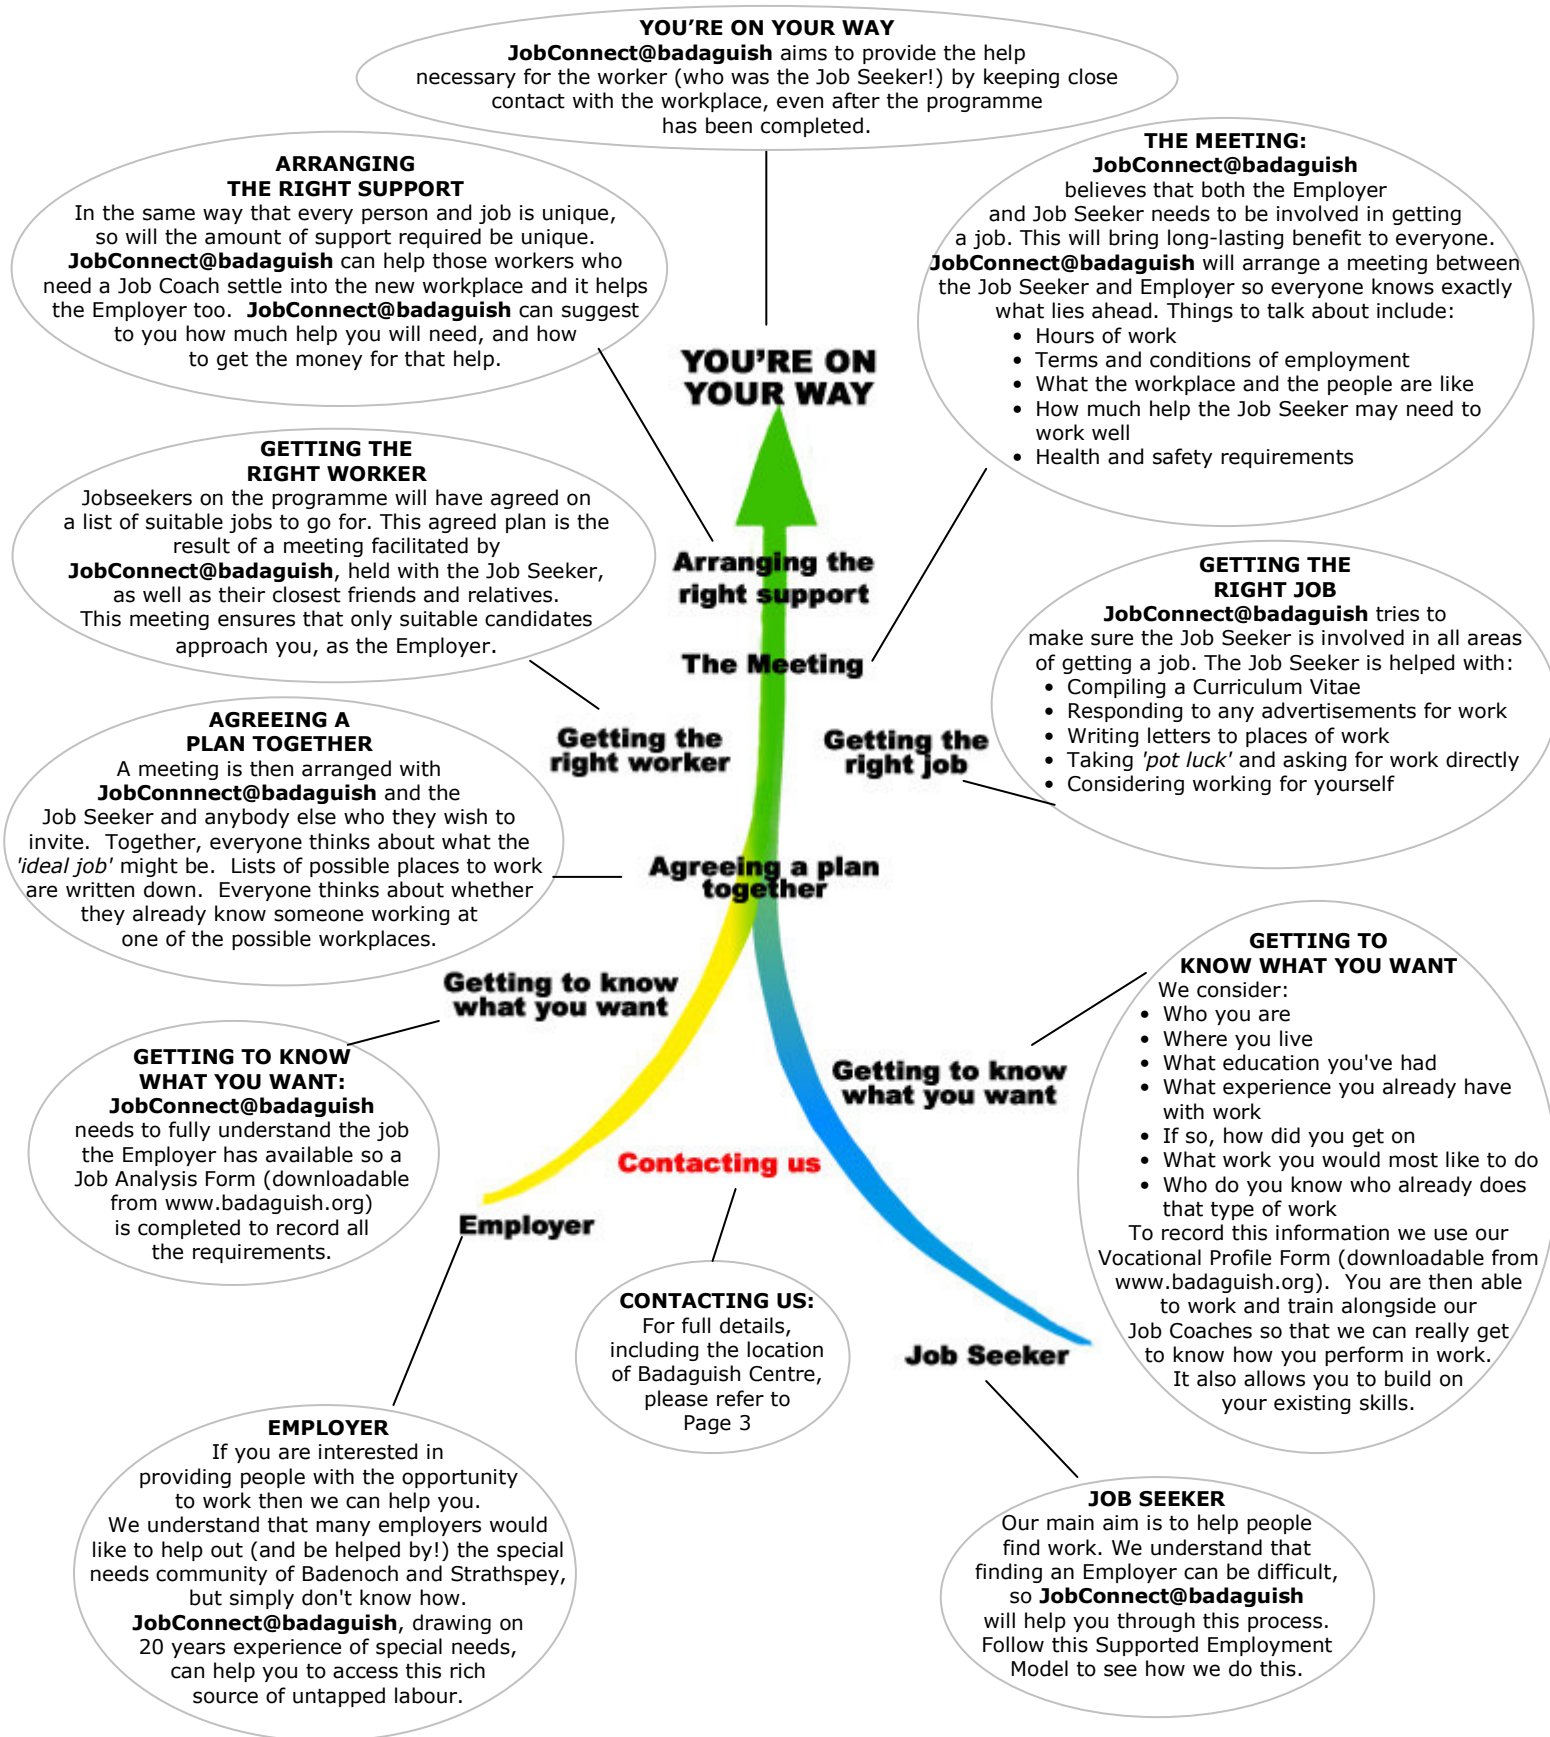 YOU'RE ON YOUR WAY
JobConnect@badaguish aims to provide the help
necessary for the worker (who was the Job Seeker!) by keeping close
contact with the workplace, even after the programme
has been completed.
ARRANGING
THE RIGHT SUPPORT
In the same way that every person and job is unique,
so will the amount of support required be unique.
JobConnect@badaguish can help those workers who
need a Job Coach settle into the new workplace and it helps
the Employer too.  JobConnect@badaguish can suggest
to you how much help you will need, and how
to get the money for that help.
THE MEETING:
JobConnect@badaguish
believes that both the Employer
and Job Seeker needs to be involved in getting
a job. This will bring long-lasting benefit to everyone.
JobConnect@badaguish will arrange a meeting between
the Job Seeker and Employer so everyone knows exactly
what lies ahead. Things to talk about include:
• Hours of work
• Terms and conditions of employment
• What the workplace and the people are like
• How much help the Job Seeker may need to
work well
• Health and safety requirements
YOU'RE ON
YOUR WAY
GETTING THE
RIGHT WORKER
Jobseekers on the programme will have agreed on
a list of suitable jobs to go for. This agreed plan is the
result of a meeting facilitated by
JobConnect@badaguish, held with the Job Seeker,
as well as their closest friends and relatives.
This meeting ensures that only suitable candidates
approach you, as the Employer.
Arranging the
right support
The Meeting
GETTING THE
RIGHT JOB
JobConnect@badaguish tries to
make sure the Job Seeker is involved in all areas
of getting a job. The Job Seeker is helped with:
• Compiling a Curriculum Vitae
• Responding to any advertisements for work
• Writing letters to places of work
• Taking 'pot luck' and asking for work directly
• Considering working for yourself
Getting the
right worker
Getting the
right job
AGREEING A
PLAN TOGETHER
A meeting is then arranged with
JobConnnect@badaguish and the
Job Seeker and anybody else who they wish to
invite.  Together, everyone thinks about what the
'ideal job' might be.  Lists of possible places to work
are written down.  Everyone thinks about whether
they already know someone working at
one of the possible workplaces.
Agreeing a plan
together
Getting to know
what you want
GETTING TO KNOW
WHAT YOU WANT:
JobConnect@badaguish
needs to fully understand the job
the Employer has available so a
Job Analysis Form (downloadable
from www.badaguish.org)
is completed to record all
the requirements.
Getting to know
what you want
GETTING TO
KNOW WHAT YOU WANT
We consider:
• Who you are
• Where you live
• What education you've had
• What experience you already have
with work
• If so, how did you get on
• What work you would most like to do
• Who do you know who already does
that type of work
To record this information we use our
Vocational Profile Form (downloadable from
www.badaguish.org).  You are then able
to work and train alongside our
Job Coaches so that we can really get
to know how you perform in work.
It also allows you to build on
your existing skills.
Contacting us
Employer
CONTACTING US:
For full details,
including the location
of Badaguish Centre,
please refer to
Page 3
Job Seeker
EMPLOYER
If you are interested in
providing people with the opportunity
to work then we can help you.
We understand that many employers would
like to help out (and be helped by!) the special
needs community of Badenoch and Strathspey,
but simply don't know how.
JobConnect@badaguish, drawing on
20 years experience of special needs,
can help you to access this rich
source of untapped labour.
JOB SEEKER
Our main aim is to help people
find work. We understand that
finding an Employer can be difficult,
so JobConnect@badaguish
will help you through this process.
Follow this Supported Employment
Model to see how we do this.